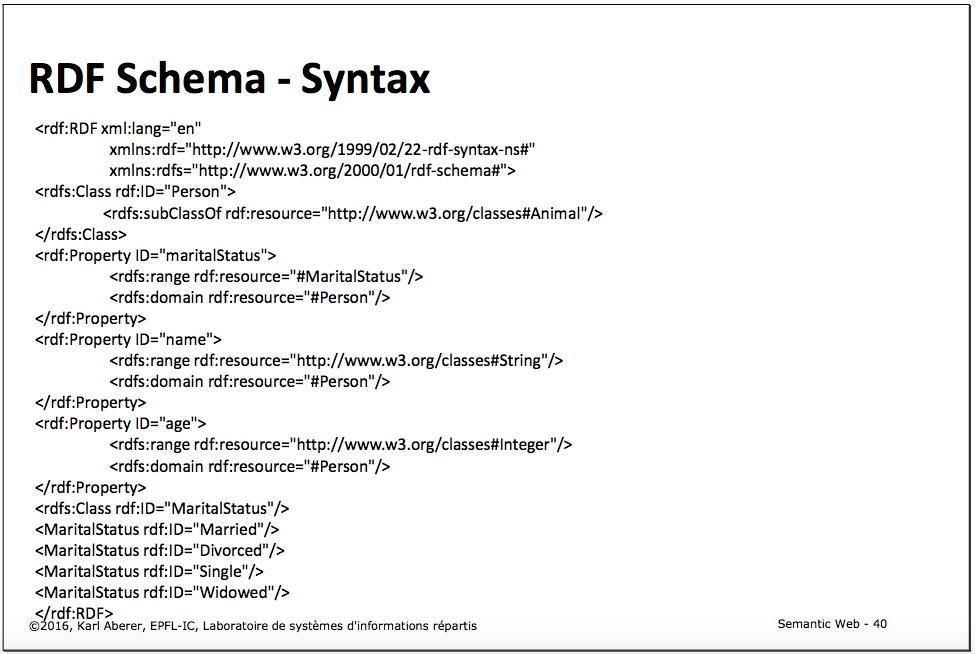 RDF Schema - Syntax
<rdf:RDF xml:lang="en"
xmlns:rdf="http://www.w3.org/1999/02/22-rdf-syntax-ns#"
xmlns:rdfs="http://www.w3.org/2000/01/rdf-schema#">
<rdfs:Class rdf:ID="Person">
<rdfs:subClassOf rdf:resource="http://www.w3.org/classes#Animal"/>
</rdfs:Class>
<rdf:Property ID="maritalStatus">
<rdfs:range rdf:resource="#MaritalStatus"/>
<rdfs:domain rdf:resource="#Person"/>
</rdf:Property>
<rdf:Property ID="name">
<rdfs:range rdf:resource="http://www.w3.org/classes#String"/>
<rdfs:domain rdf:resource="#Person"/>
</rdf:Property>
<rdf:Property ID="age">
<rdfs:range rdf:resource="http://www.w3.org/classes#Integer"/>
<rdfs:domain rdf:resource="#Person"/>
</rdf:Property>
<rdfs:Class rdf:ID="MaritalStatus"/>
<MaritalStatus rdf:ID="Married"/>
<MaritalStatus rdf:ID="Divorced"/>
<MaritalStatus rdf:ID="Single"/>
<MaritalStatus rdf:ID="Widowed"/>
</rdf:RDF>
©2016, Karl Aberer, EPFL-IC, Laboratoire de systèmes d'informations répartis
Semantic Web - 40